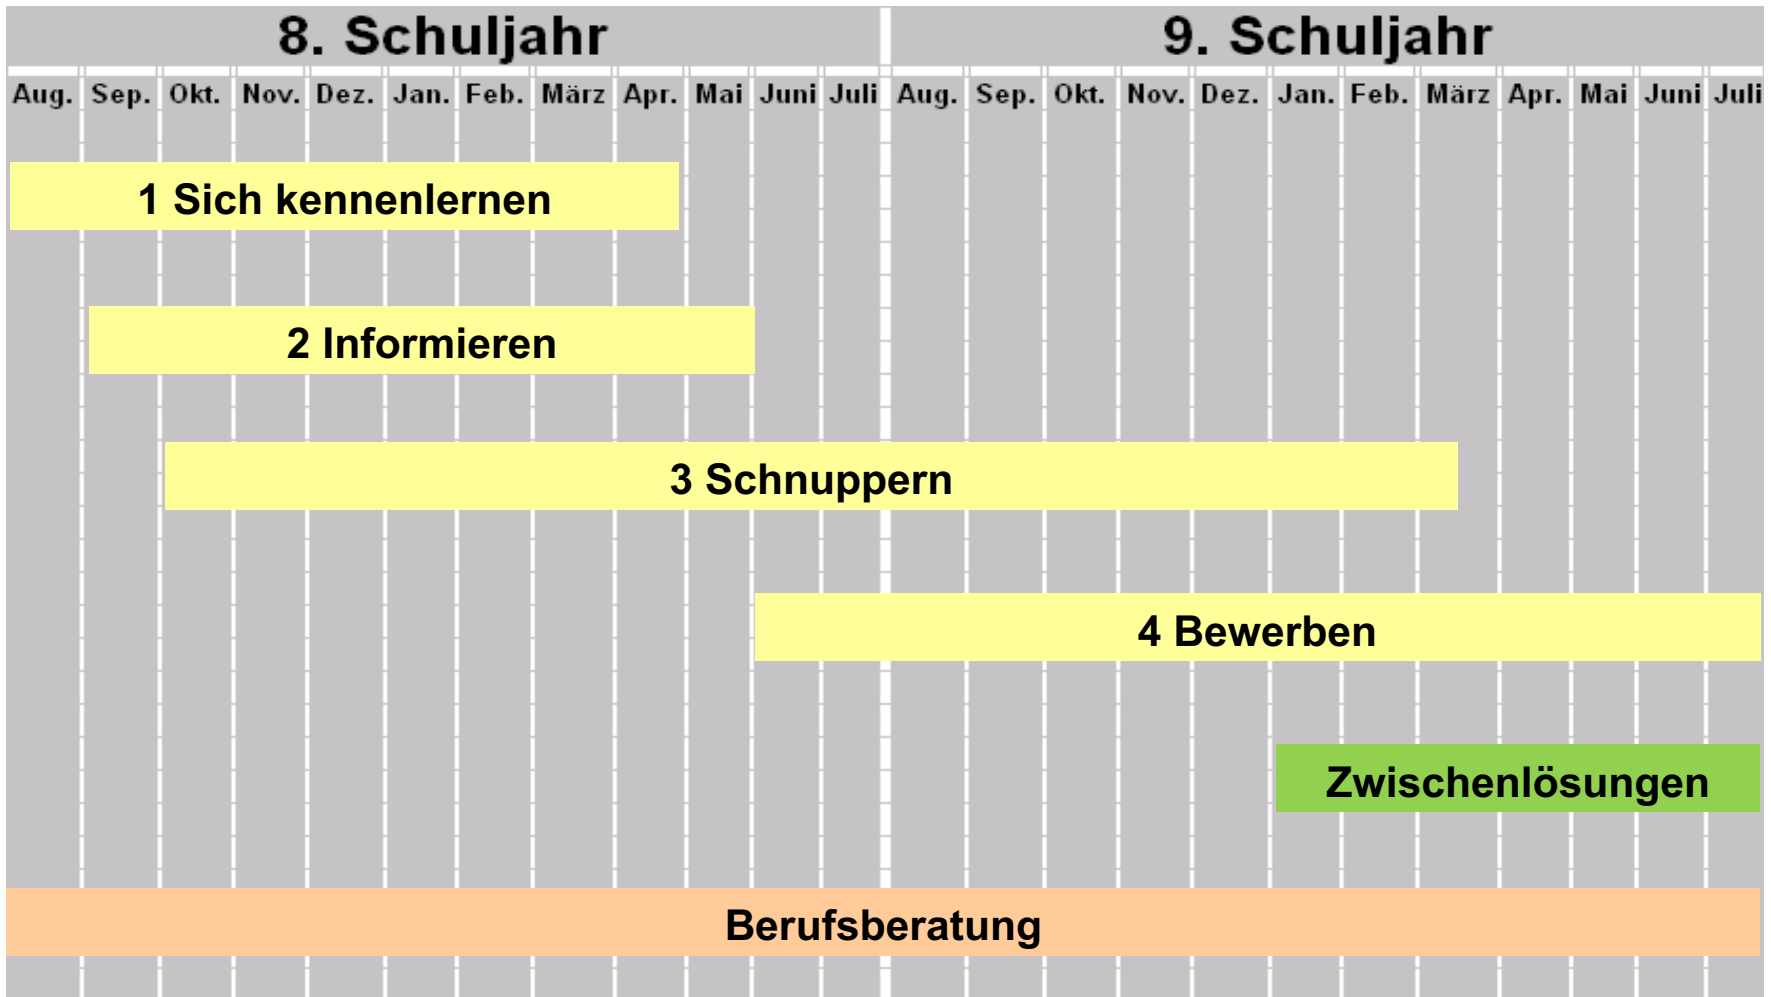 8. Schuljahr 9. Schuljahr
Aug. Sep. Okt. Nov. Dez. Jan. Feb. März Apr. Mai Juni Juli Aug. Sep. Okt. Nov. Dez. Jan. Feb. März Apr. Mai Juni Juli
1 Sich kennenlernen
2 Informieren
3 Schnuppern
4 Bewerben
Zwischenlösungen
Berufsberatung